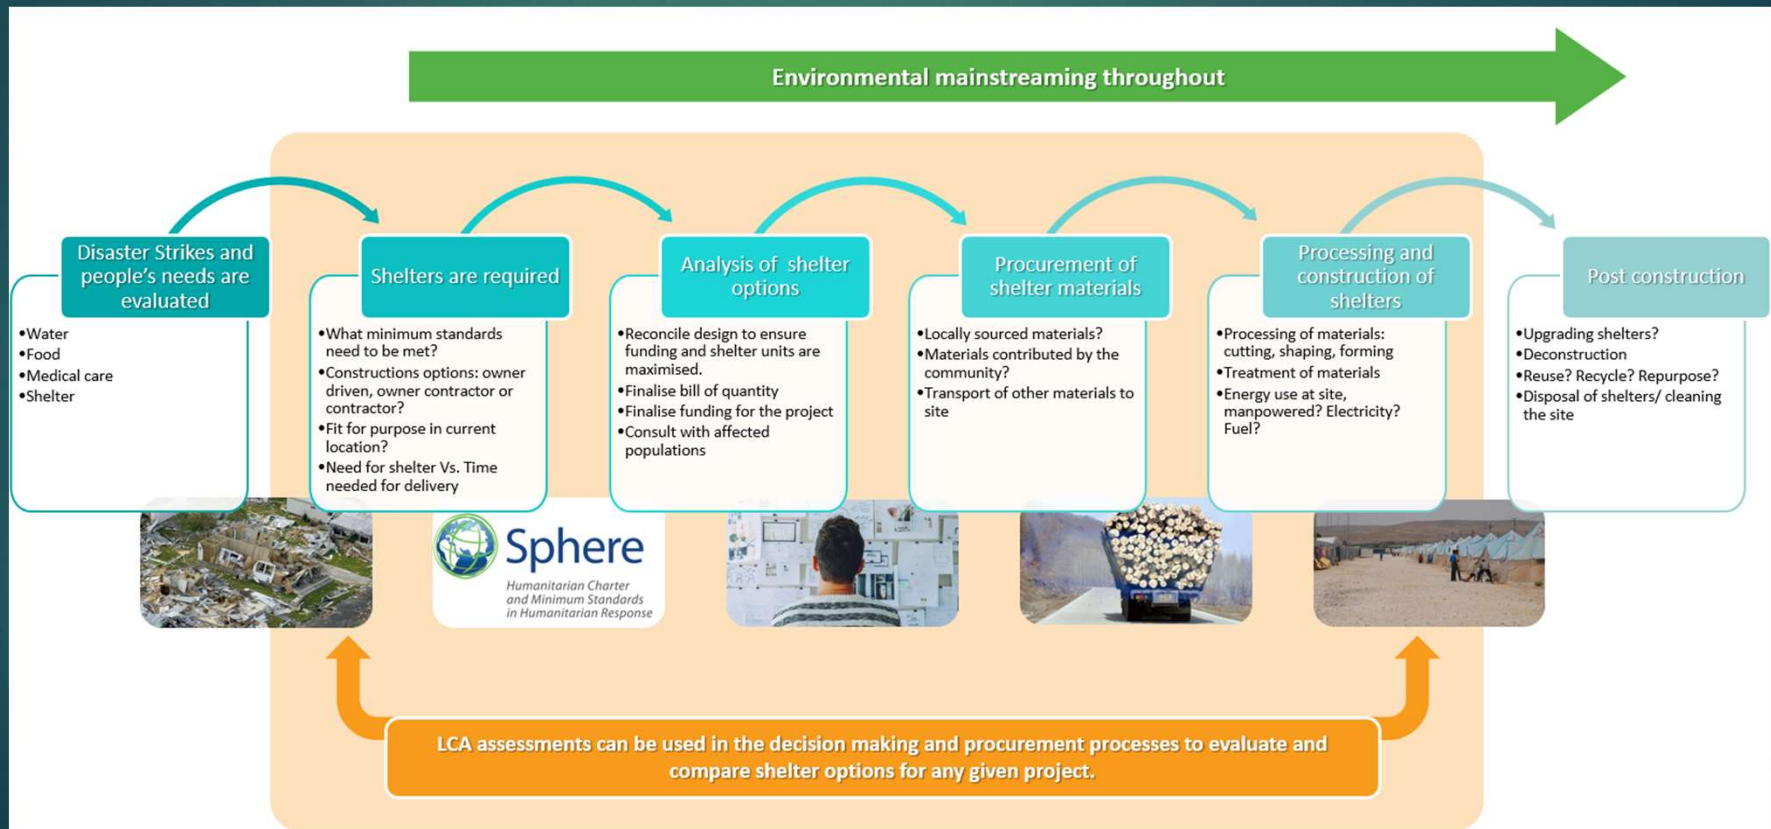 Environmental mainstreaming throughout
Disaster Strikes and
people's needs are
evaluated
•Water
•Food
•Medical care
•Shelter
Shelters are required
•What minimum standards
need to be met?
•Constructions options: owner
driven, owner contractor or
contractor?
•Fit for purpose in current
location?
•Need for shelter Vs. Time
needed for delivery
Analysis of shelter
options
•Reconcile design to ensure
funding and shelter units are
maximised.
•Finalise bill of quantity
•Finalise funding for the project
•Consult with affected
populations
Procurement of
shelter materials
•Locally sourced materials?
•Materials contributed by the
community?
•Transport of other materials to
site
Processing and
construction of
shelters
•Processing of materials:
cutting, shaping, forming
•Treatment of materials
•Energy use at site,
manpowered? Electricity?
Fuel?
Post construction
•Upgrading shelters?
•Deconstruction
•Reuse? Recycle? Repurpose?
•Disposal of shelters/ cleaning
the site
Sphere
Humanitarian Charter
and Minimum Standards
in Humanitarian Response
LCA assessments can be used in the decision making and procurement processes to evaluate and
compare shelter options for any given project.